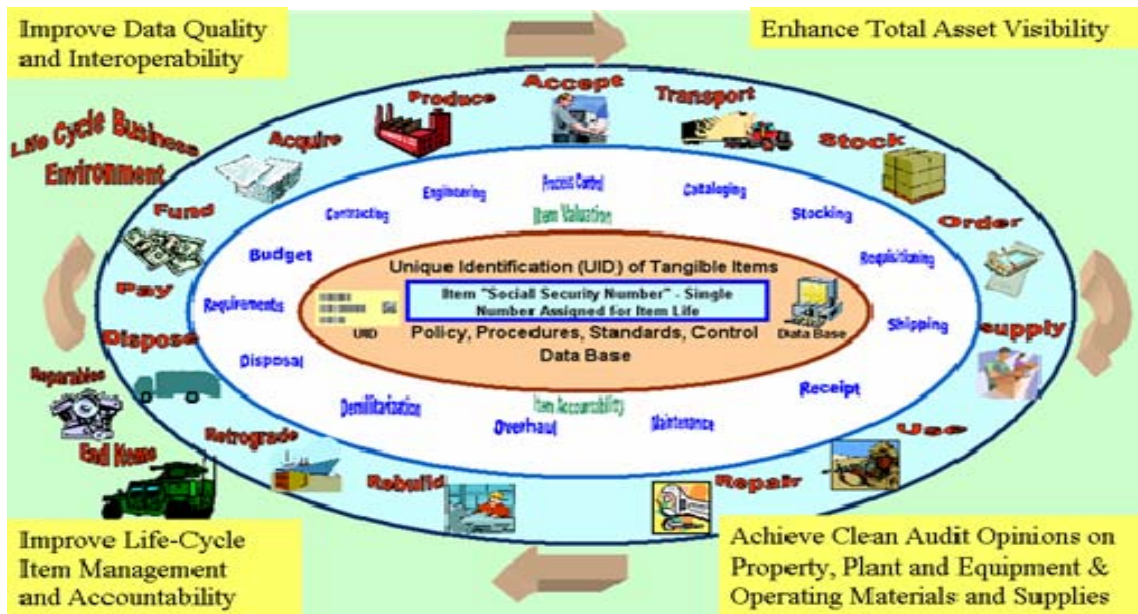 Improve Data Quality
and Interoperability
Enhance Total Asset Visibility
Life Cycle Business
Environment
Fund
Acquire
Produce
Accept
Transport
Stock
Order
supply
Use
Repair
Rebuild
Retrograde
Dispose
Pay
Reparables
End Items
Requirements
Budget
Contracting
Engineering
Process Control
Cataloging
Stocking
Requisitioning
Shipping
Receipt
Maintenance
Overhaul
Demilitarization
Disposal
Item Valuation
Unique Identification (UID) of Tangible Items
Item "Social Security Number" - Single
Number Assigned for Item Life
UID
Policy, Procedures, Standards, Control
Data Base
Data Base
Item Accountability
Improve Life-Cycle
Item Management
and Accountability
Achieve Clean Audit Opinions on
Property, Plant and Equipment &
Operating Materials and Supplies